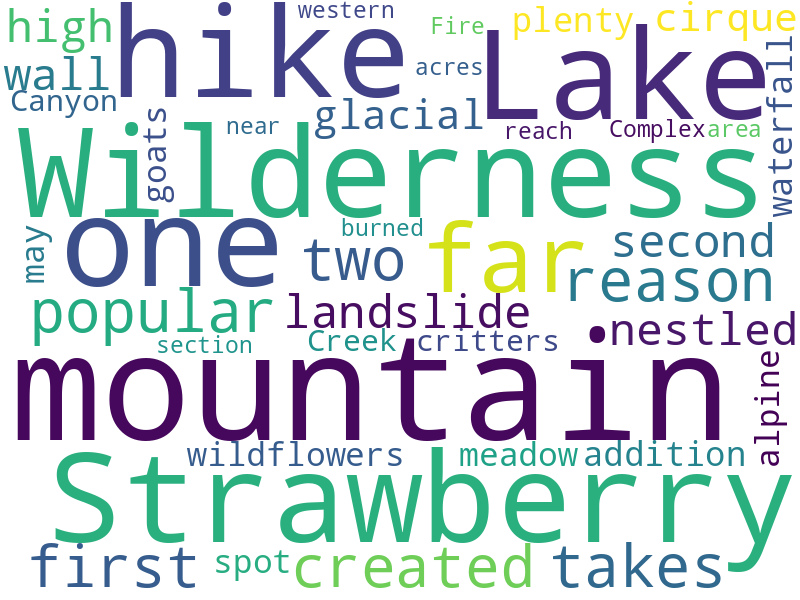 western
high
hike
Fire
plenty
cirque
Lake
wall
acres
Canyon
glacial
waterfall
goats
near
reach
Complex
area
Wilderness
one
burned
far
second
may
two
reason
popular
landslide
nestled
section
Creek
critters
mountain
alpine
wildflowers
meadow
addition
Strawberry
first
spot
created
takes